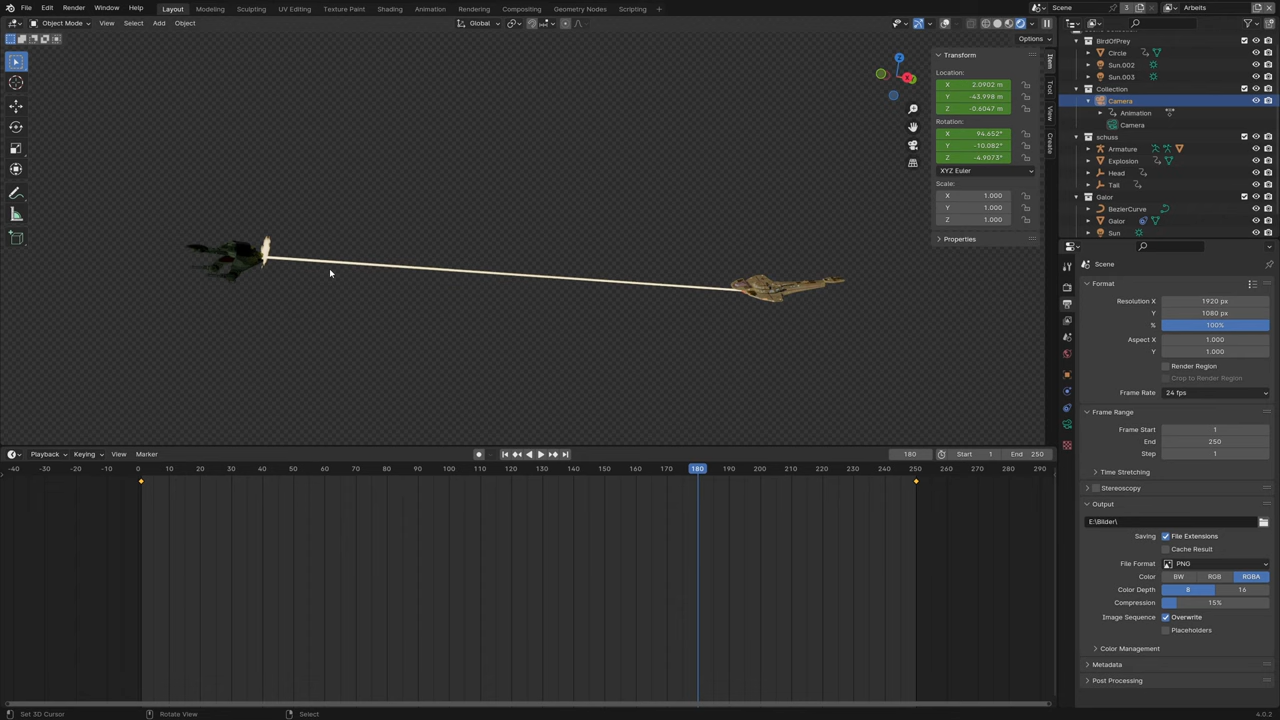 File Edit Render Window Help Layout Modeling Sculpting UV Editing Texture Paint Shading Animation Rendering Compositing Geometry Nodes Scripting + Scene 3 Arbeits
Object Mode View Select Add Object Global
Options
Transform
Location:
X 2.0902 m
Y -43.998 m
Z -0.6047 m
Rotation:
X 94.652°
Y -10.082°
Z -4.9073°
XYZ Euler
Scale:
X 1.000
Y 1.000
Z 1.000
Properties
Item
Tool
View
Create
Z
X
BirdOfPrey
Circle
Sun.002
Sun.003
Collection
Camera
Animation
Camera
schuss
Armature
Explosion
Head
Tail
Galor
BezierCurve
Galor
Sun
Scene
Format
Resolution X 1920 px
Y 1080 px
% 100%
Aspect X 1.000
Y 1.000
Render Region
Crop to Render Region
Frame Rate 24 fps
Frame Range
Frame Start 1
End 250
Step 1
Time Stretching
Stereoscopy
Output
E:\Bilder\
Saving File Extensions
Cache Result
File Format PNG
Color BW RGB RGBA
Color Depth 8 16
Compression 15%
Image Sequence Overwrite
Placeholders
Color Management
Metadata
Post Processing
Playback Keying View Marker 180 Start 1 End 250
-40 -30 -20 -10 10 20 30 40 50 60 70 80 90 100 110 120 130 140 150 160 170 180 190 200 210 220 230 240 250 260 270 280 290
Set 3D Cursor Rotate View Select 4.0.2